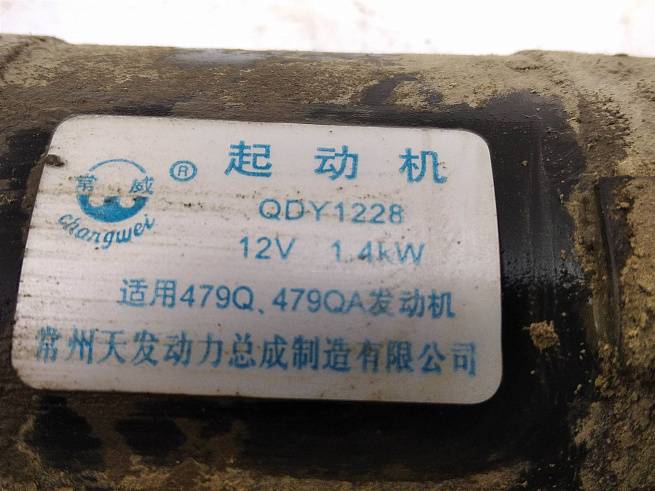 常威
changwei
®
起动机
QDY1228
12V 1.4kW
适用479Q、479QA发动机
常州天发动力总成制造有限公司